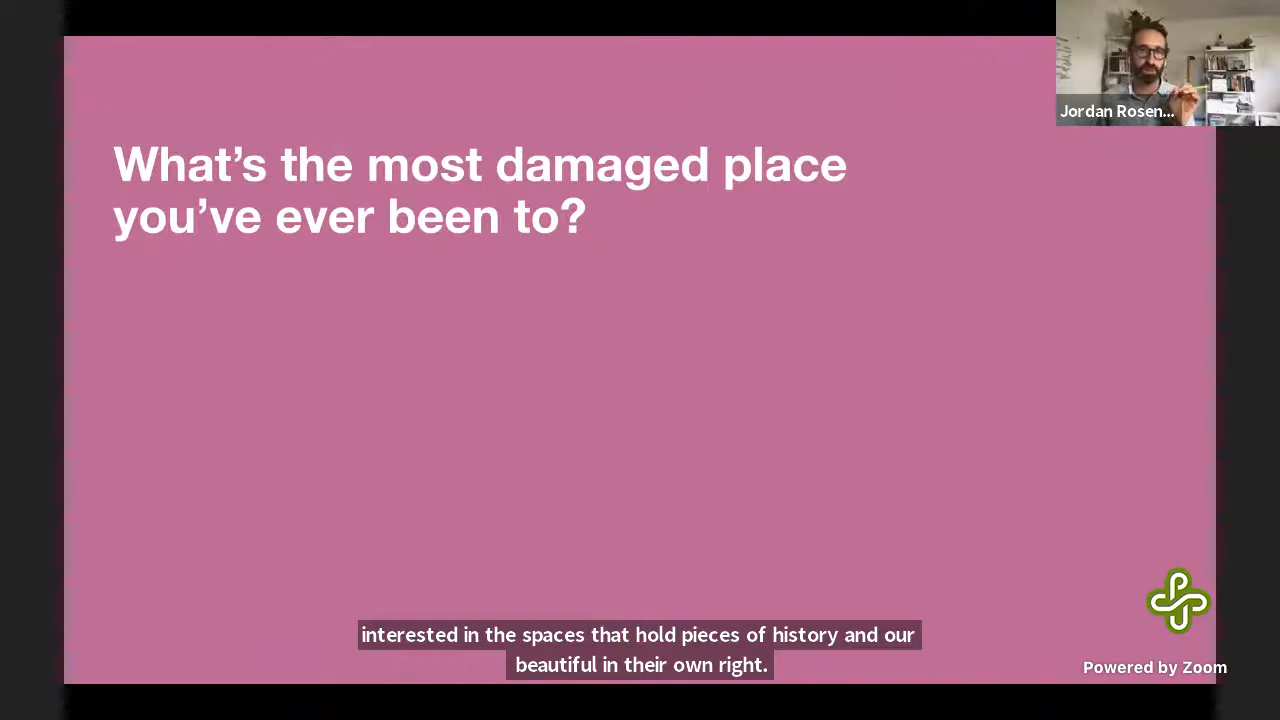 What's the most damaged place
you've ever been to?
Jordan Rosen...
interested in the spaces that hold pieces of history and our
beautiful in their own right.
Powered by Zoom